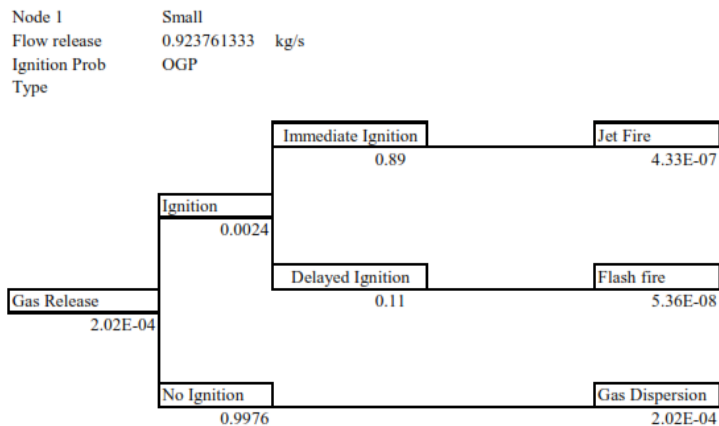 Node 1 Small
Flow release 0.923761333 kg/s
Ignition Prob OGP
Type
Immediate Ignition Jet Fire
0.89 4.33E-07
Ignition
0.0024
Delayed Ignition Flash fire
0.11 5.36E-08
Gas Release
2.02E-04
No Ignition Gas Dispersion
0.9976 2.02E-04